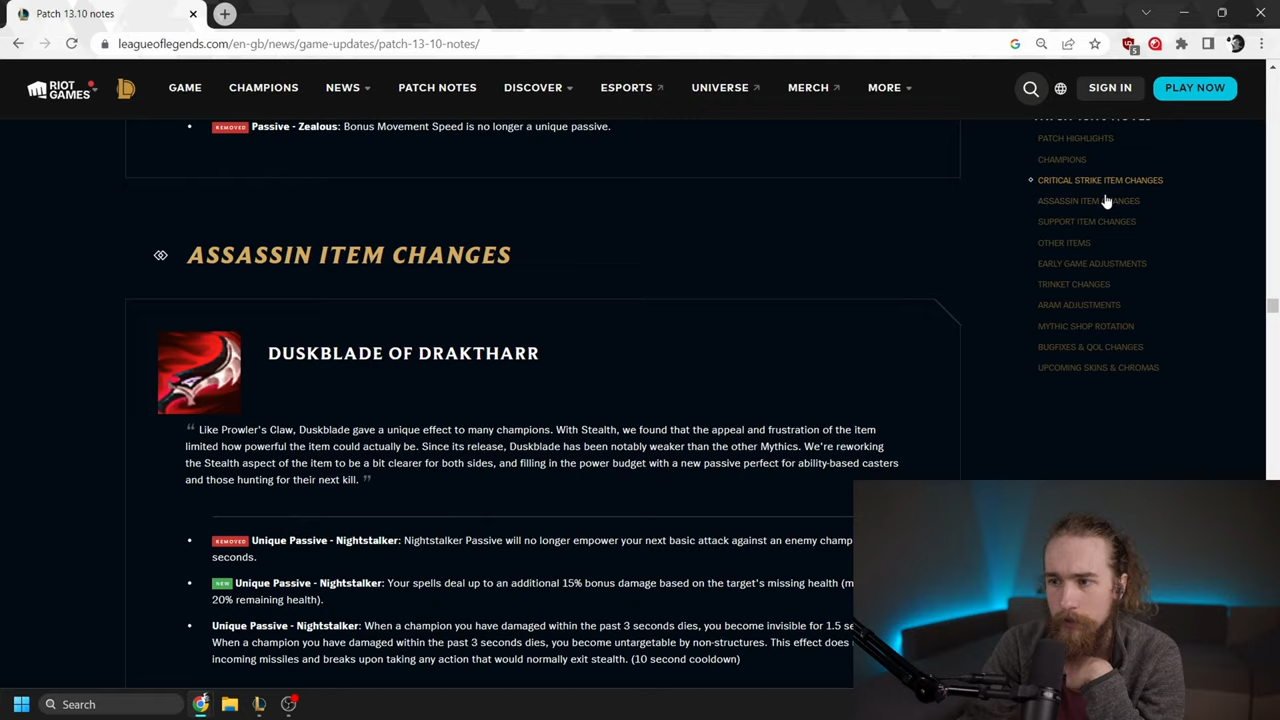 Patch 13.10 notes
leagueoflegends.com/en-gb/news/game-updates/patch-13-10-notes/
5
RIOT GAMES
GAME
CHAMPIONS
NEWS
PATCH NOTES
DISCOVER
ESPORTS
UNIVERSE
MERCH
MORE
SIGN IN
PLAY NOW
REMOVED Passive - Zealous: Bonus Movement Speed is no longer a unique passive.
PATCH HIGHLIGHTS
CHAMPIONS
CRITICAL STRIKE ITEM CHANGES
ASSASSIN ITEM CHANGES
SUPPORT ITEM CHANGES
OTHER ITEMS
EARLY GAME ADJUSTMENTS
TRINKET CHANGES
ARAM ADJUSTMENTS
MYTHIC SHOP ROTATION
BUGFIXES & QOL CHANGES
UPCOMING SKINS & CHROMAS
ASSASSIN ITEM CHANGES
DUSKBLADE OF DRAKTHARR
“ Like Prowler's Claw, Duskblade gave a unique effect to many champions. With Stealth, we found that the appeal and frustration of the item
limited how powerful the item could actually be. Since its release, Duskblade has been notably weaker than the other Mythics. We're reworking
the Stealth aspect of the item to be a bit clearer for both sides, and filling in the power budget with a new passive perfect for ability-based casters
and those hunting for their next kill. ”
REMOVED Unique Passive - Nightstalker: Nightstalker Passive will no longer empower your next basic attack against an enemy champ
seconds.
NEW Unique Passive - Nightstalker: Your spells deal up to an additional 15% bonus damage based on the target's missing health (m
20% remaining health).
Unique Passive - Nightstalker: When a champion you have damaged within the past 3 seconds dies, you become invisible for 1.5 se
When a champion you have damaged within the past 3 seconds dies, you become untargetable by non-structures. This effect does
incoming missiles and breaks upon taking any action that would normally exit stealth. (10 second cooldown)
Search